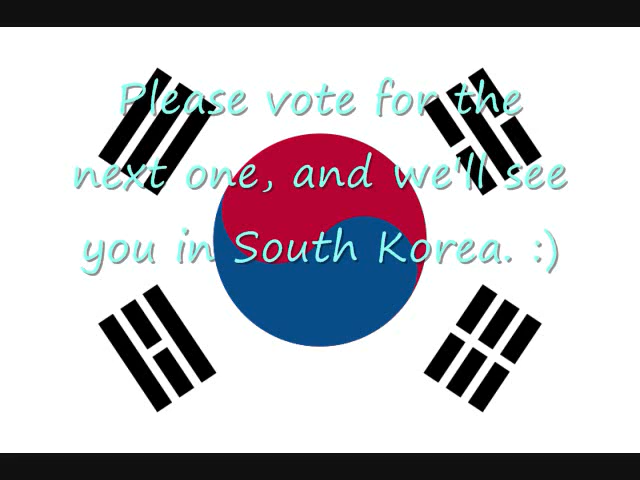 Please vote for the
next one, and we'll see
you in South Korea. :)